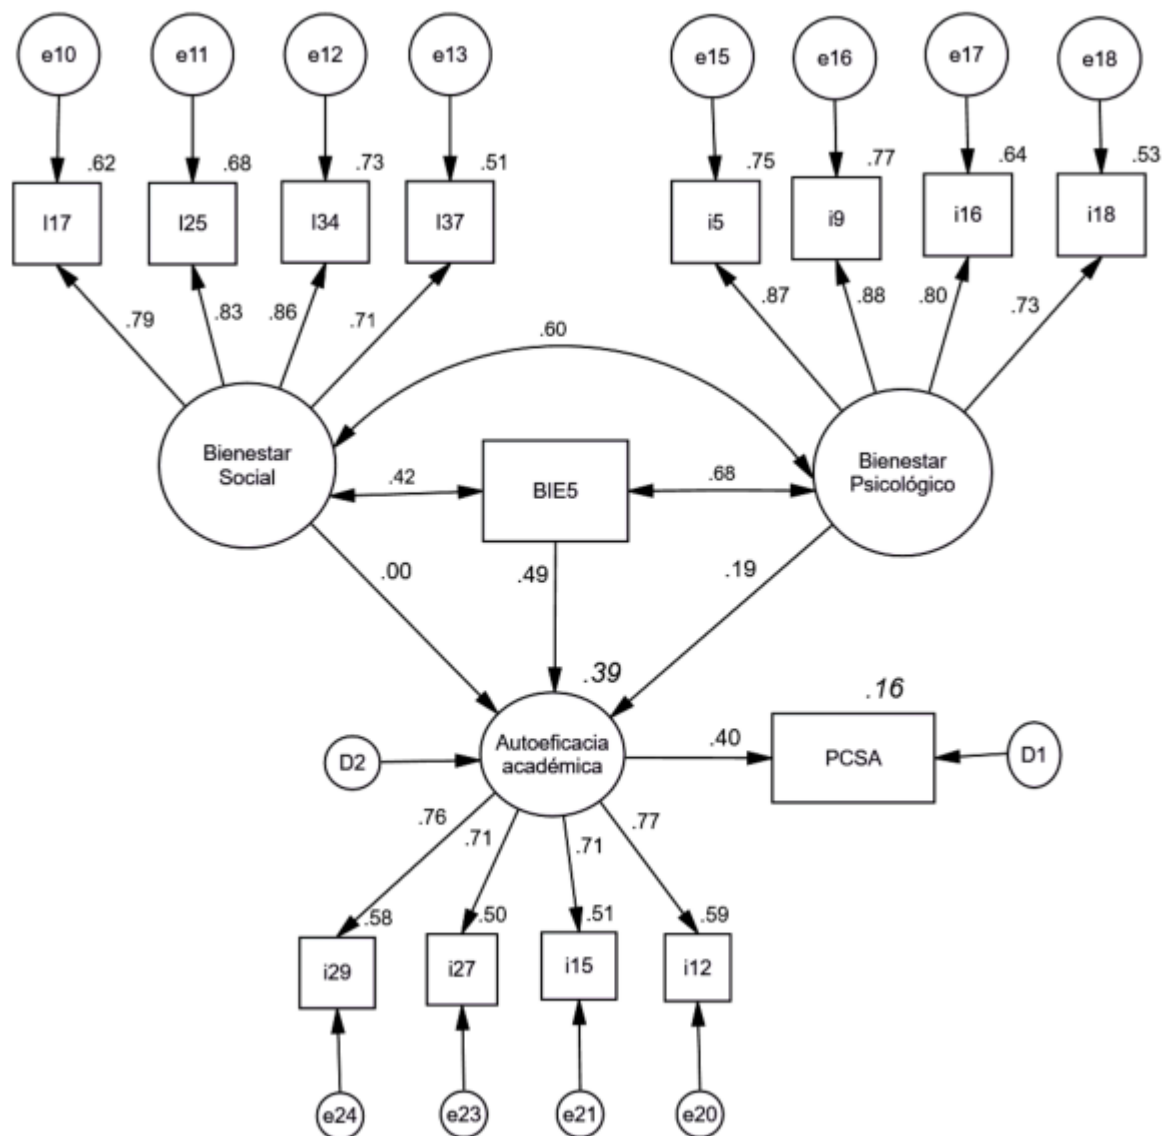 e10
e11
e12
e13
e15
e16
e17
e18
.62
.68
.73
.51
.75
.77
.64
.53
I17
I25
I34
I37
i5
i9
i16
i18
.79
.83
.86
.71
.87
.88
.80
.73
.60
Bienestar
Social
.42
BIE5
.68
Bienestar
Psicológico
.00
.49
.19
.39
.16
D2
Autoeficacia
académica
.40
PCSA
D1
.76
.71
.71
.77
.58
.50
.51
.59
i29
i27
i15
i12
e24
e23
e21
e20